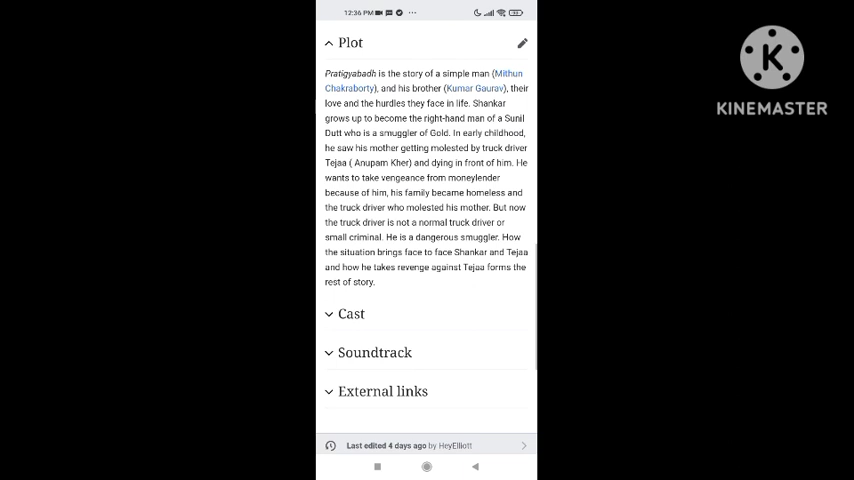 12:36 PM
Plot
Pratigyabadh is the story of a simple man (Mithun
Chakraborty), and his brother (Kumar Gaurav), their
love and the hurdles they face in life. Shankar
grows up to become the right-hand man of a Sunil
Dutt who is a smuggler of Gold. In early childhood,
he saw his mother getting molested by truck driver
Tejaa ( Anupam Kher) and dying in front of him. He
wants to take vengeance from moneylender
because of him, his family became homeless and
the truck driver who molested his mother. But now
the truck driver is not a normal truck driver or
small criminal. He is a dangerous smuggler. How
the situation brings face to face Shankar and Tejaa
and how he takes revenge against Tejaa forms the
rest of story.
Cast
Soundtrack
External links
Last edited 4 days ago by HeyElliott
K
KINEMASTER